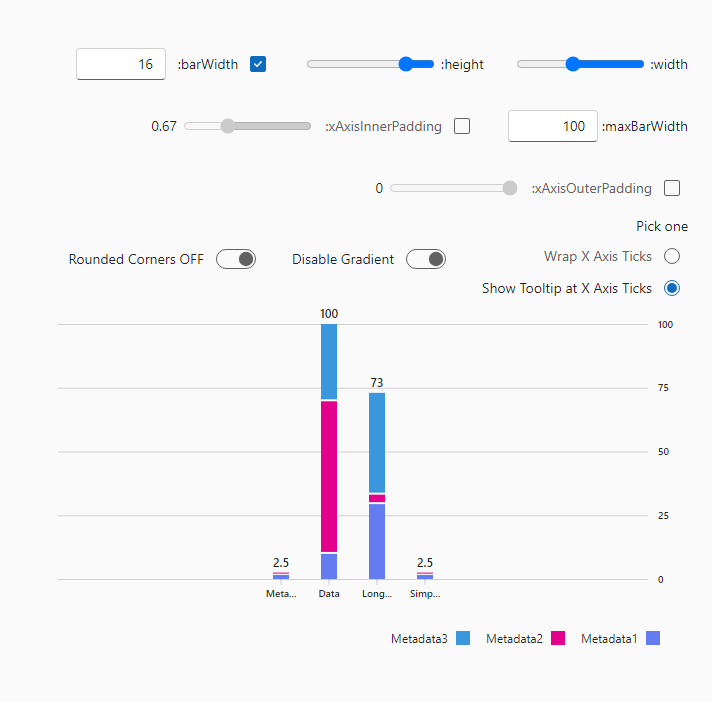 16 :barWidth :height :width
0.67 :xAxisInnerPadding 100 :maxBarWidth
0 :xAxisOuterPadding
Pick one
Rounded Corners OFF Disable Gradient Wrap X Axis Ticks
Show Tooltip at X Axis Ticks
100
100
73
75
50
25
2.5 2.5
0
Meta... Data Long... Simp...
Metadata3 Metadata2 Metadata1